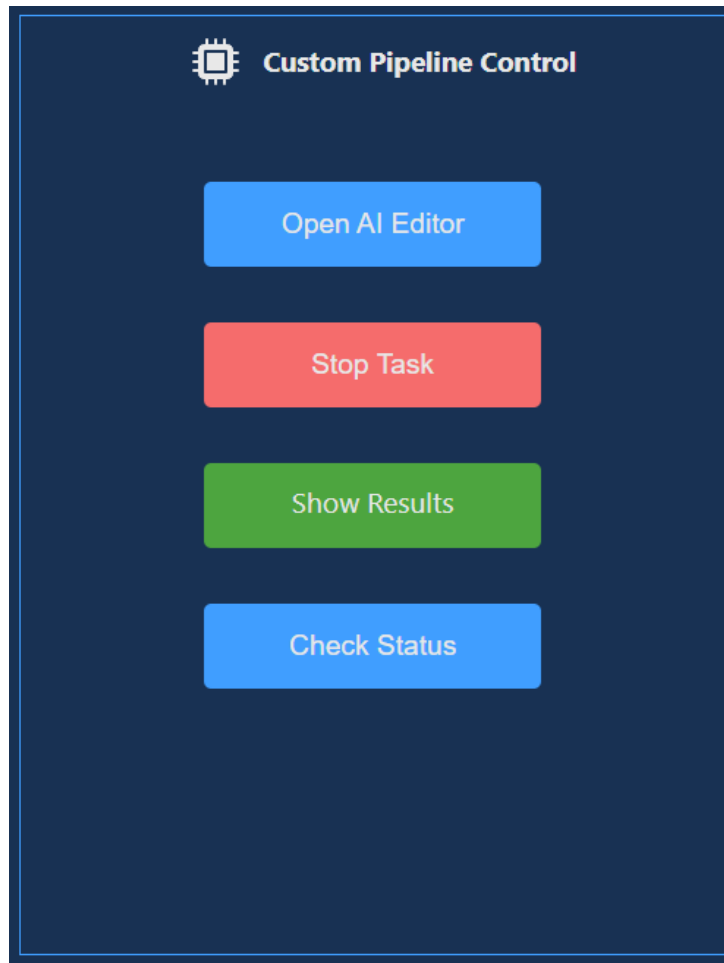 Custom Pipeline Control
Open AI Editor
Stop Task
Show Results
Check Status